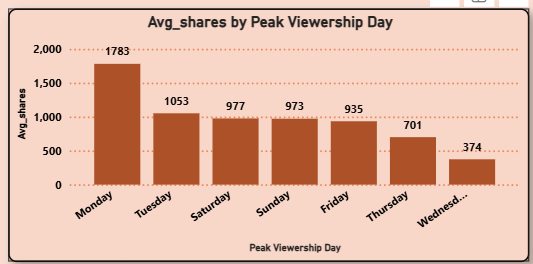 Avg_shares by Peak Viewership Day
Avg_shares
2,000
1,500
1,000
500
0
1783
1053
977
973
935
701
374
Monday
Tuesday
Saturday
Sunday
Friday
Thursday
Wednesd...
Peak Viewership Day